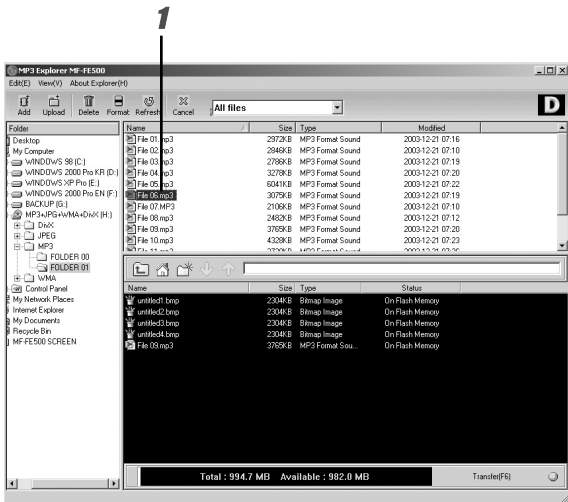 1
MP3 Explorer MF-FE500
Edit(E) View(V) About Explorer(H)
Add Upload Delete Format Refresh Cancel All files D
Folder
Desktop
My Computer
WINDOWS 98 (C:)
WINDOWS 2000 Pro KR (D:)
WINDOWS XP Pro (E:)
WINDOWS 2000 Pro EN (F:)
BACKUP (G:)
MP3+JPG+WMA+DivX (H:)
DivX
JPEG
MP3
FOLDER 00
FOLDER 01
WMA
Control Panel
My Network Places
Internet Explorer
My Documents
Recycle Bin
MF-FE500 SCREEN
Name Size Type Modified
File 01.mp3 2972KB MP3 Format Sound 2003-12-21 07:16
File 02.mp3 2846KB MP3 Format Sound 2003-12-21 07:10
File 03.mp3 2786KB MP3 Format Sound 2003-12-21 07:19
File 04.mp3 3278KB MP3 Format Sound 2003-12-21 07:20
File 05.mp3 6041KB MP3 Format Sound 2003-12-21 07:22
File 06.mp3 3075KB MP3 Format Sound 2003-12-21 07:19
File 07.MP3 2106KB MP3 Format Sound 2003-12-21 07:10
File 08.mp3 2482KB MP3 Format Sound 2003-12-21 07:12
File 09.mp3 3765KB MP3 Format Sound 2003-12-21 07:20
File 10.mp3 4328KB MP3 Format Sound 2003-12-21 07:23
Name Size Type Status
untitled1.bmp 2304KB Bitmap Image On Flash Memory
untitled2.bmp 2304KB Bitmap Image On Flash Memory
untitled3.bmp 2304KB Bitmap Image On Flash Memory
untitled4.bmp 2304KB Bitmap Image On Flash Memory
File 09.mp3 3765KB MP3 Format Sou... On Flash Memory
Total : 994.7 MB Available : 982.0 MB Transfer(F6)